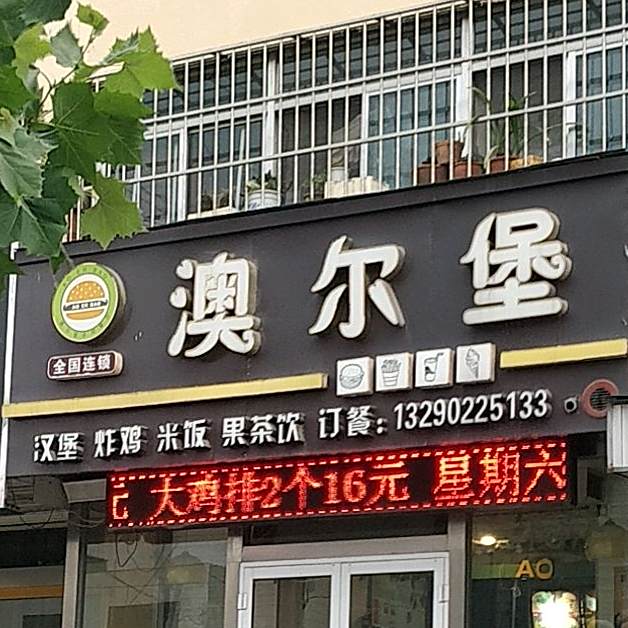 澳尔堡
全国连锁
汉堡 炸鸡 米饭 果茶饮 订餐:13290225133
元 大鸡排2个16元 星期六
AO